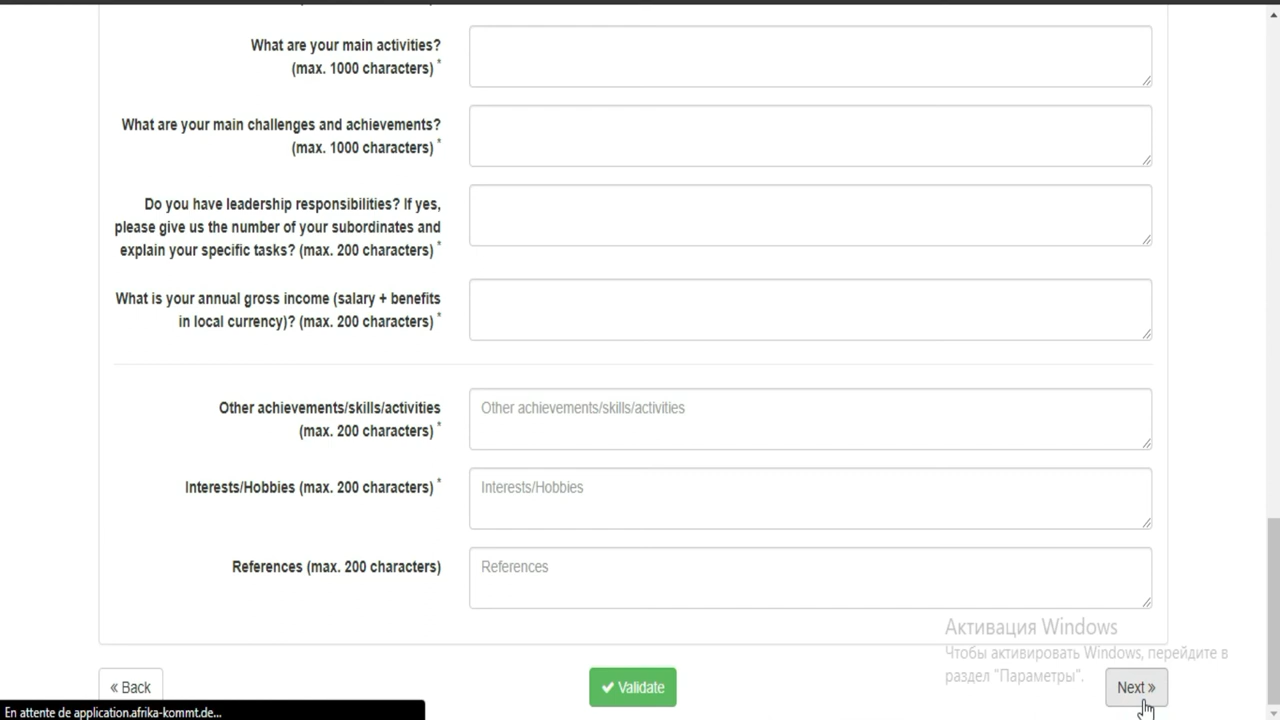 What are your main activities?
(max. 1000 characters) *
What are your main challenges and achievements?
(max. 1000 characters) *
Do you have leadership responsibilities? If yes,
please give us the number of your subordinates and
explain your specific tasks? (max. 200 characters) *
What is your annual gross income (salary + benefits
in local currency)? (max. 200 characters) *
Other achievements/skills/activities
(max. 200 characters) *
Other achievements/skills/activities
Interests/Hobbies (max. 200 characters) *
Interests/Hobbies
References (max. 200 characters)
References
Активация Windows
Чтобы активировать Windows, перейдите в
раздел "Параметры".
« Back
✔ Validate
Next »
En attente de application.afrika-kommt.de...